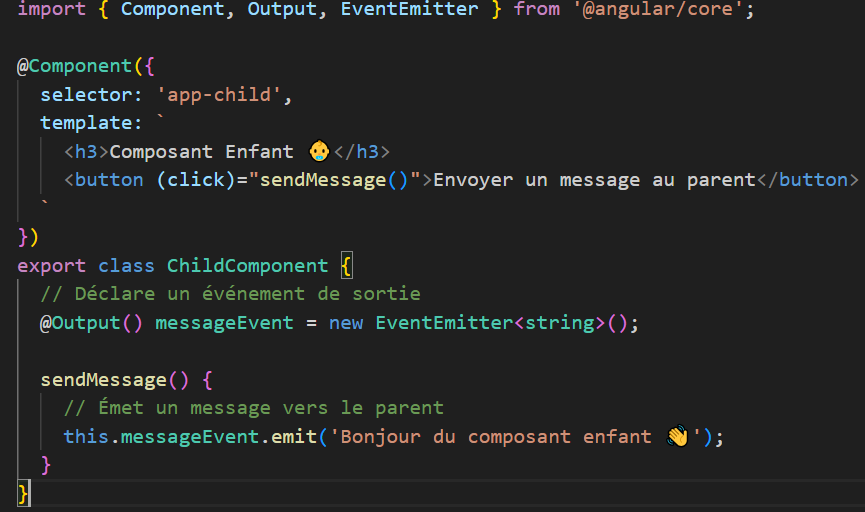 import { Component, Output, EventEmitter } from '@angular/core';
@Component({
selector: 'app-child',
template: `
<h3>Composant Enfant 👶</h3>
<button (click)="sendMessage()">Envoyer un message au parent</button>
`
})
export class ChildComponent {
// Déclare un événement de sortie
@Output() messageEvent = new EventEmitter<string>();
sendMessage() {
// Émet un message vers le parent
this.messageEvent.emit('Bonjour du composant enfant 👋');
}
}